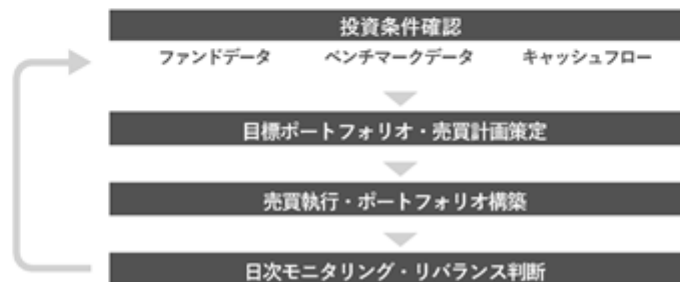 投資条件確認
ファンドデータ ベンチマークデータ キャッシュフロー
目標ポートフォリオ・売買計画策定
売買執行・ポートフォリオ構築
日次モニタリング・リバランス判断